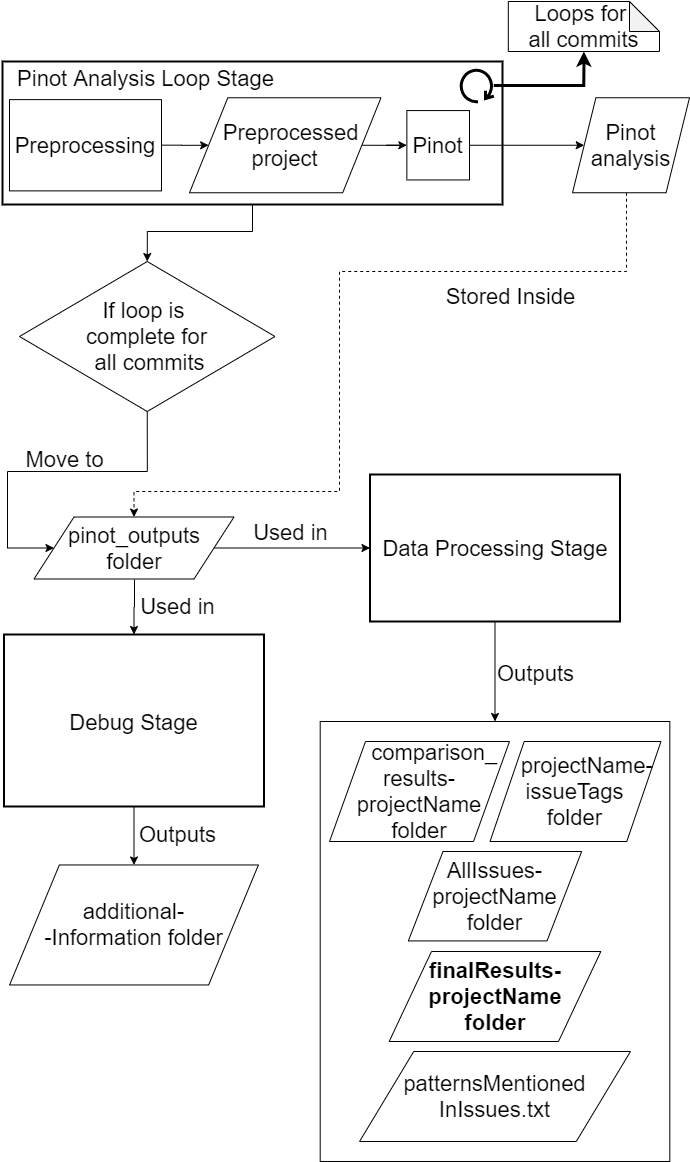 Loops for
all commits
Pinot Analysis Loop Stage
Preprocessing
Preprocessed
project
Pinot
Pinot
analysis
Stored Inside
If loop is
complete for
all commits
Move to
pinot_outputs
folder
Used in
Data Processing Stage
Used in
Debug Stage
Outputs
Outputs
comparison_
results-
projectName
folder
projectName-
issueTags
folder
AllIssues-
projectName
folder
finalResults-
projectName
folder
patternsMentioned
InIssues.txt
additional-
-Information folder